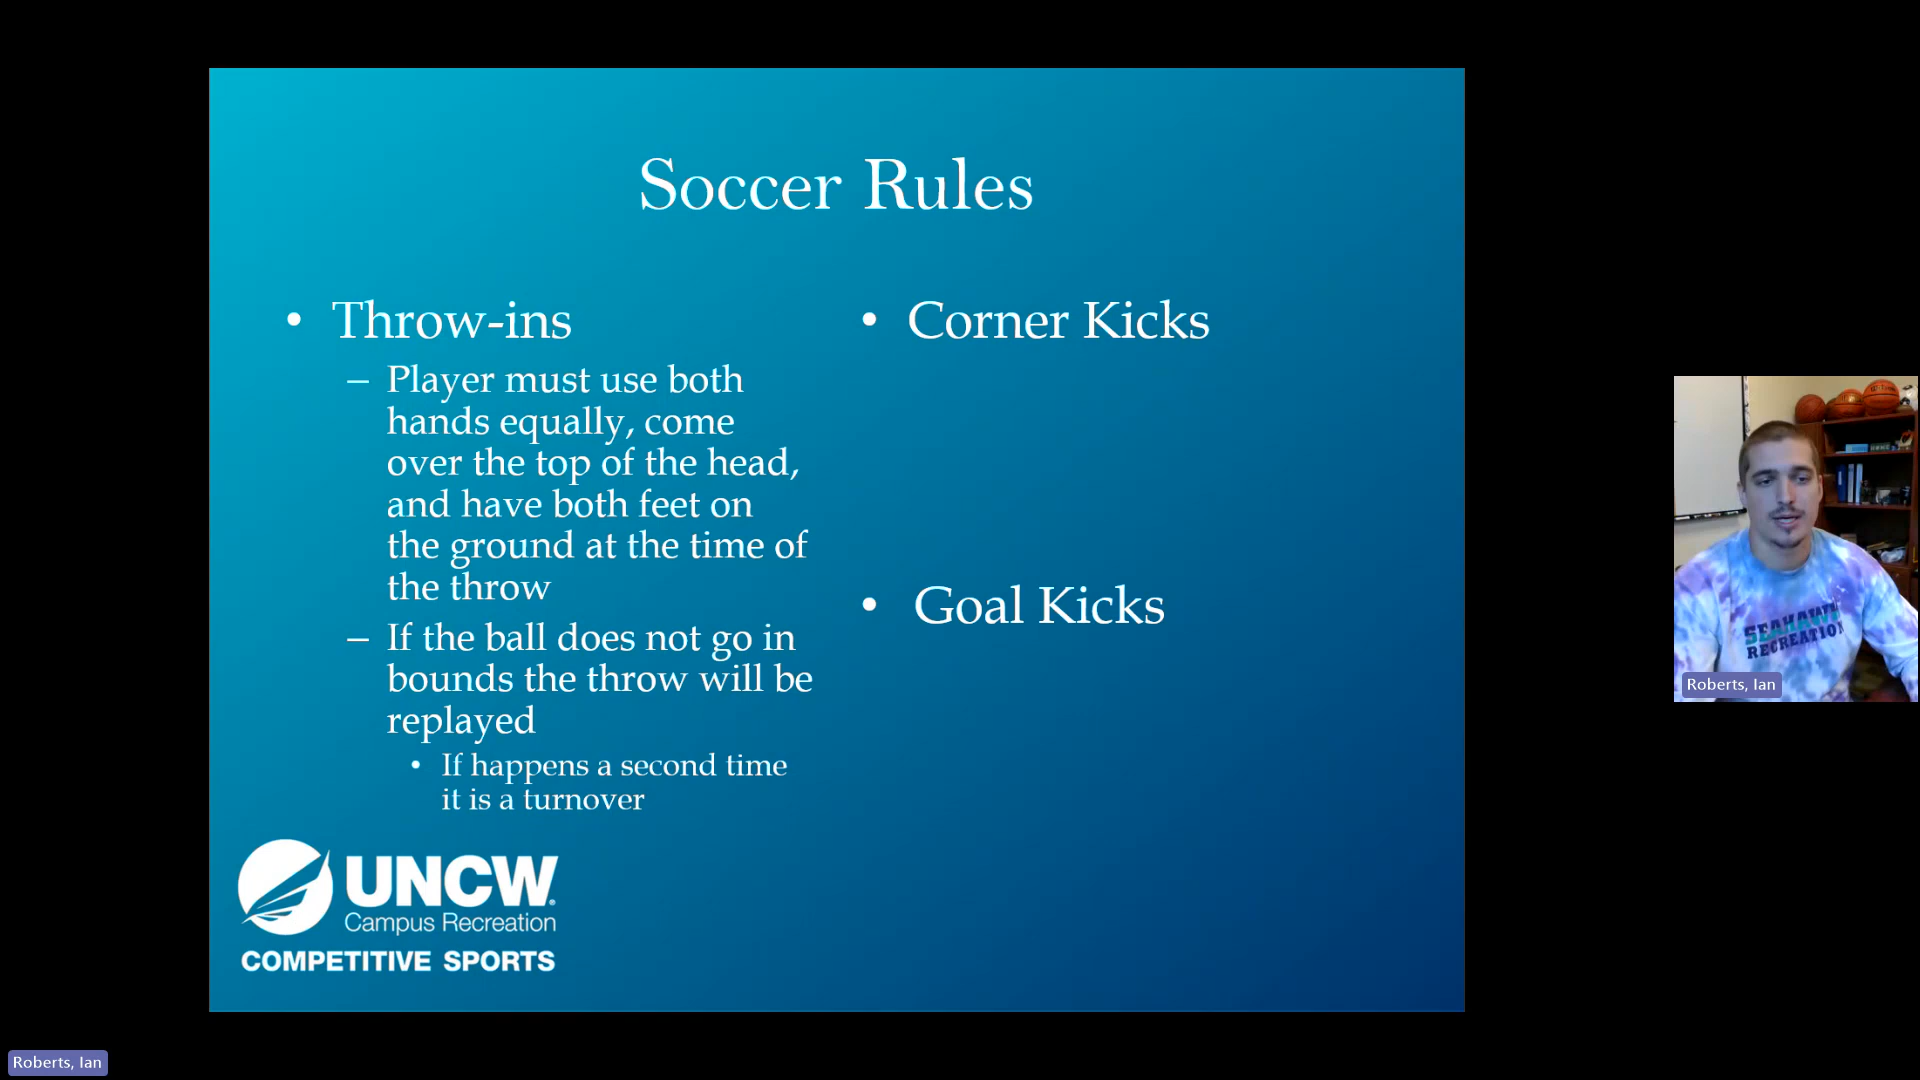 Soccer Rules
• Throw-ins
– Player must use both
hands equally, come
over the top of the head,
and have both feet on
the ground at the time of
the throw
– If the ball does not go in
bounds the throw will be
replayed
• If happens a second time
it is a turnover
• Corner Kicks
• Goal Kicks
UNCW
Campus Recreation
COMPETITIVE SPORTS
SEAHAWK
RECREATION
Roberts, Ian
Roberts, Ian